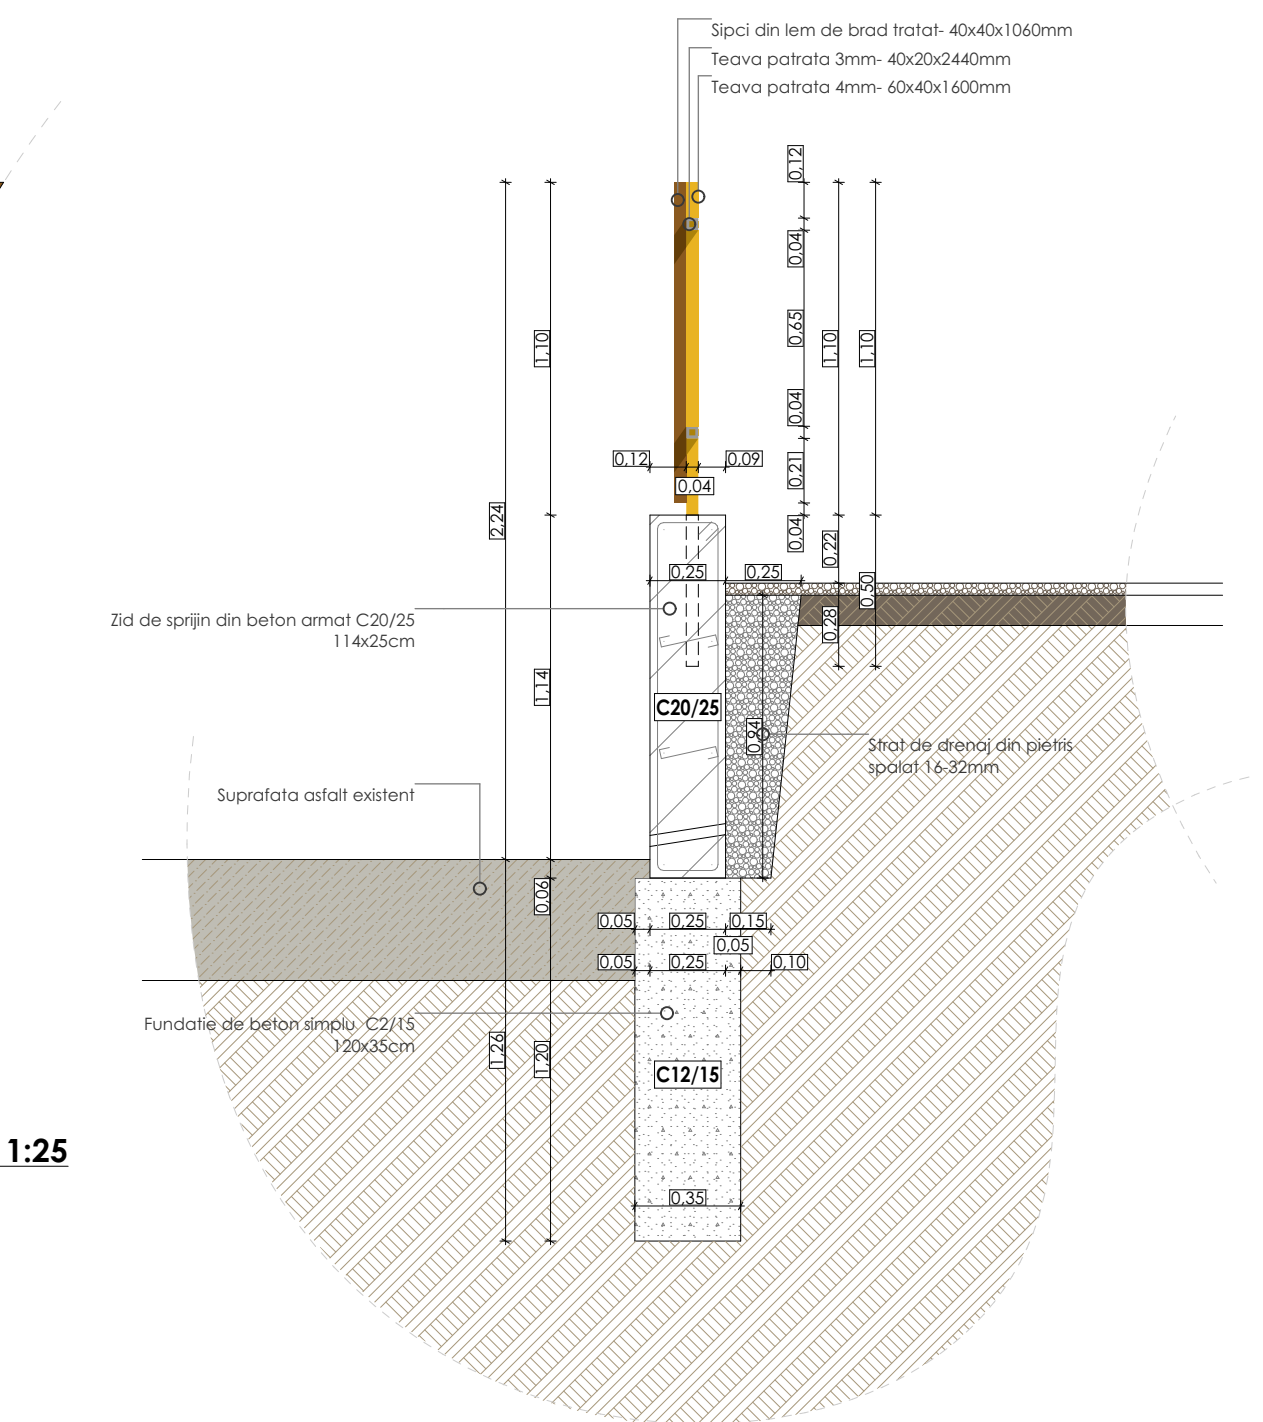 Sipci din lem de brad tratat- 40x40x1060mm
Teava patrata 3mm- 40x20x2440mm
Teava patrata 4mm- 60x40x1600mm
0,12
0,04
0,65
0,04
0,21
0,04
1,10
1,10
1,10
2,24
0,12
0,09
0,04
0,22
0,50
0,28
0,25
0,25
Zid de sprijin din beton armat C20/25
114x25cm
1,14
C20/25
0,94
Strat de drenaj din pietris
spalat 16-32mm
Suprafata asfalt existent
0,06
0,05
0,25
0,15
0,05
0,05
0,25
0,10
Fundatie de beton simplu C2/15
120x35cm
1,26
1,20
C12/15
1:25
0,35